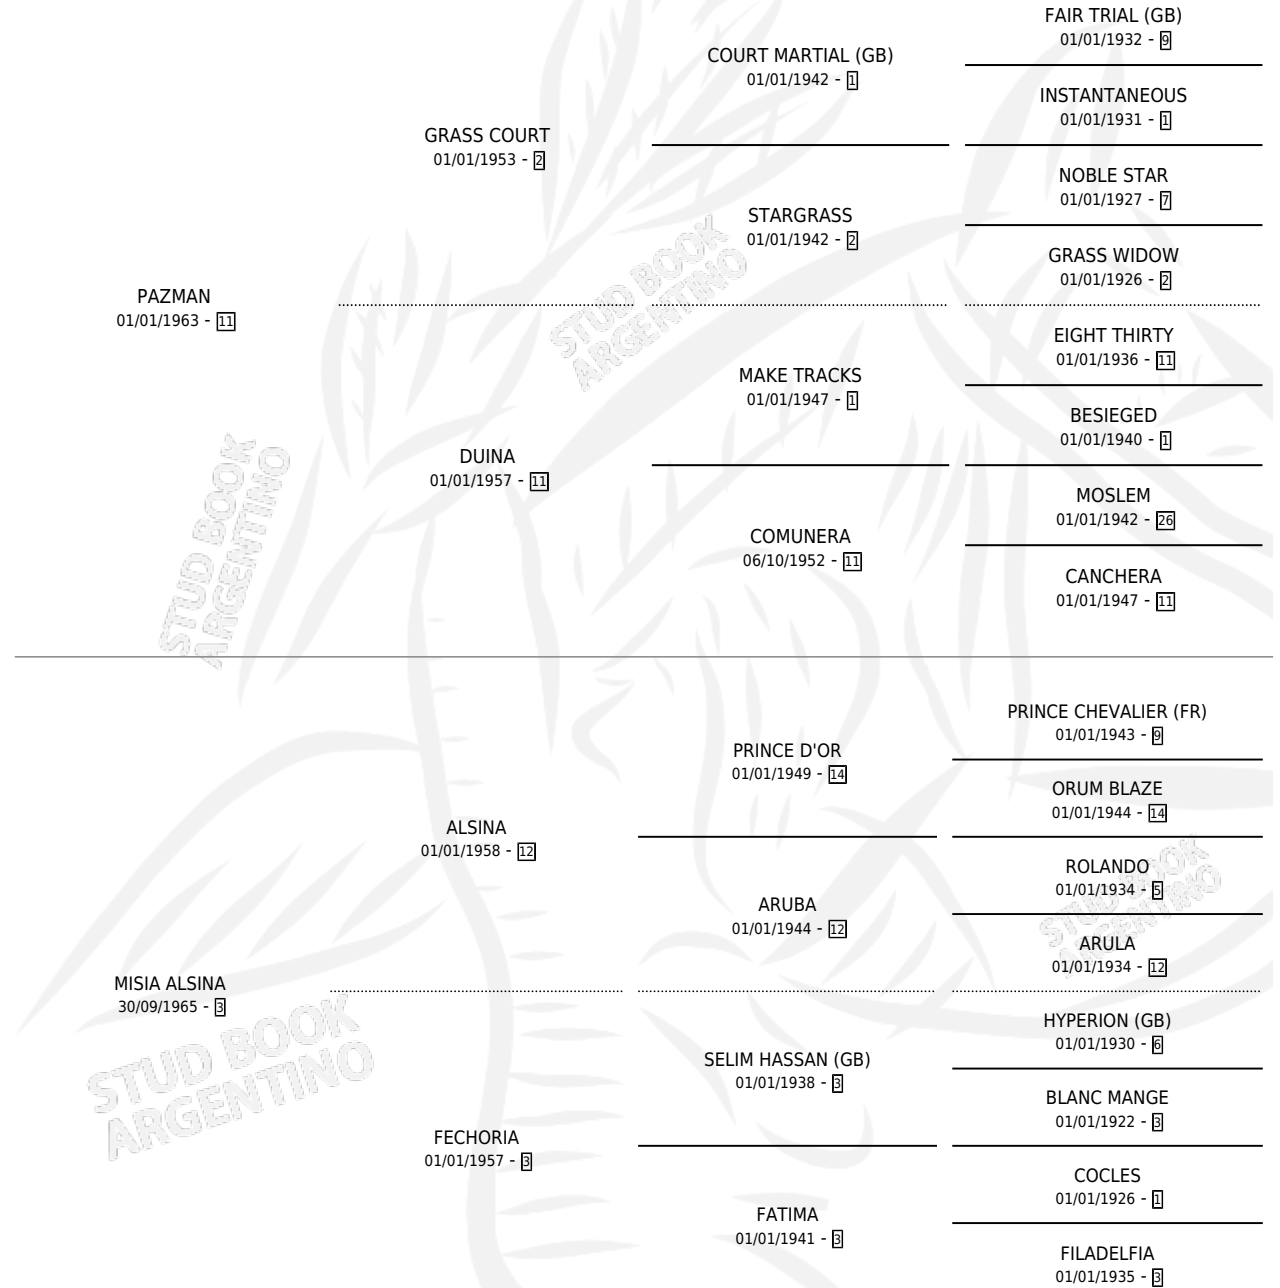 FAIR TRIAL (GB)
01/01/1932 - 9
COURT MARTIAL (GB)
01/01/1942 - 1
INSTANTANEOUS
01/01/1931 - 1
GRASS COURT
01/01/1953 - 2
NOBLE STAR
01/01/1927 - 7
STARGRASS
01/01/1942 - 2
GRASS WIDOW
01/01/1926 - 2
PAZMAN
01/01/1963 - 11
EIGHT THIRTY
01/01/1936 - 11
MAKE TRACKS
01/01/1947 - 1
BESIEGED
01/01/1940 - 1
DUINA
01/01/1957 - 11
MOSLEM
01/01/1942 - 26
COMUNERA
06/10/1952 - 11
CANCHERA
01/01/1947 - 11
PRINCE CHEVALIER (FR)
01/01/1943 - 9
PRINCE D'OR
01/01/1949 - 14
ORUM BLAZE
01/01/1944 - 14
ALSINA
01/01/1958 - 12
ROLANDO
01/01/1934 - 5
ARUBA
01/01/1944 - 12
ARULA
01/01/1934 - 12
MISIA ALSINA
30/09/1965 - 3
HYPERION (GB)
01/01/1930 - 6
SELIM HASSAN (GB)
01/01/1938 - 3
BLANC MANGE
01/01/1922 - 3
FECHORIA
01/01/1957 - 3
COCLES
01/01/1926 - 1
FATIMA
01/01/1941 - 3
FILADELFIA
01/01/1935 - 3
STUD BOOK
ARGENTINO
STUD BOOK
ARGENTINO
STUD BOOK
ARGENTINO
STUD BOOK
ARGENTINO